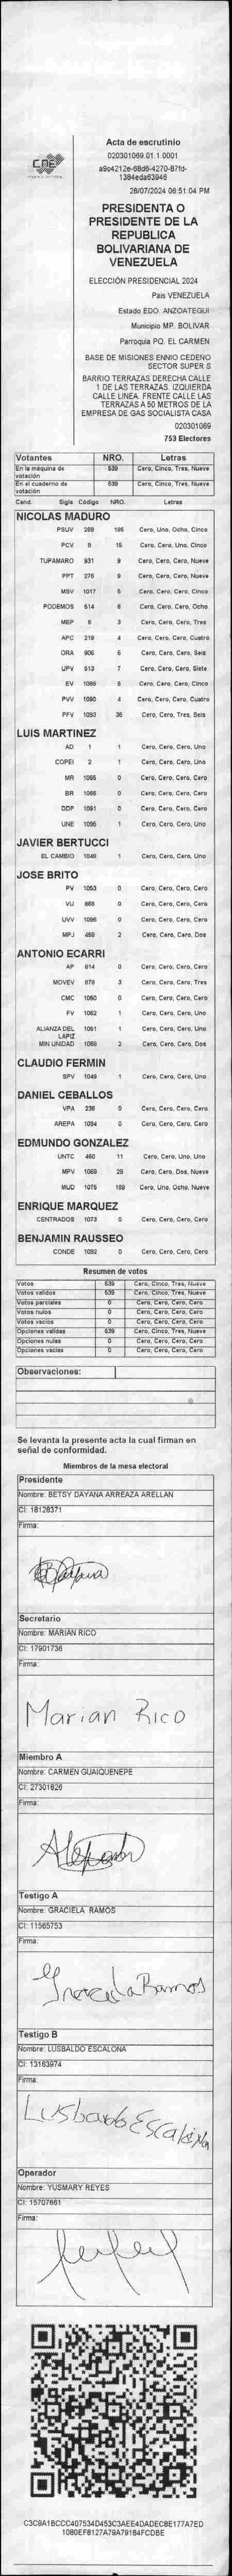 CNE
Acta de escrutinio
020301069.01.1.0001
a9c4212e-68d6-4270-87fd-
1384eda63946
28/07/2024 06:51:04 PM
PRESIDENTA O
PRESIDENTE DE LA
REPUBLICA
BOLIVARIANA DE
VENEZUELA
ELECCIÓN PRESIDENCIAL 2024
Pais VENEZUELA
Estado EDO. ANZOATEGUI
Municipio MP. BOLIVAR
Parroquia PQ. EL CARMEN
BASE DE MISIONES ENNIO CEDEÑO
SECTOR SUPER S
BARRIO TERRAZAS DERECHA CALLE
1 DE LAS TERRAZAS. IZQUIERDA
CALLE LINEA. FRENTE CALLE LAS
TERRAZAS A 50 METROS DE LA
EMPRESA DE GAS SOCIALISTA CASA
020301069
753 Electores
Votantes NRO. Letras
En la máquina de votación 539 Cero, Cinco, Tres, Nueve
En el cuaderno de votación 539 Cero, Cinco, Tres, Nueve
Cand. Sigla Código NRO. Letras
NICOLAS MADURO
PSUV 269 195 Cero, Uno, Ocho, Cinco
PCV 15 Cero, Cero, Uno, Cinco
TUPAMARO 931 9 Cero, Cero, Cero, Nueve
PPT 276 9 Cero, Cero, Cero, Nueve
MSV 1017 5 Cero, Cero, Cero, Cinco
PODEMOS 514 8 Cero, Cero, Cero, Ocho
MEP 6 3 Cero, Cero, Cero, Tres
APC 219 4 Cero, Cero, Cero, Cuatro
ORA 906 6 Cero, Cero, Cero, Seis
UPV 513 7 Cero, Cero, Cero, Siete
EV 1099 5 Cero, Cero, Cero, Cinco
PVV 1090 4 Cero, Cero, Cero, Cuatro
PFV 1093 36 Cero, Cero, Tres, Seis
LUIS MARTINEZ
AD 1 1 Cero, Cero, Cero, Uno
COPEI 2 1 Cero, Cero, Cero, Uno
MR 1065 0 Cero, Cero, Cero, Cero
BR 1066 0 Cero, Cero, Cero, Cero
DDP 1091 0 Cero, Cero, Cero, Cero
UNE 1095 1 Cero, Cero, Cero, Uno
JAVIER BERTUCCI
EL CAMBIO 1048 1 Cero, Cero, Cero, Uno
JOSE BRITO
PV 1053 0 Cero, Cero, Cero, Cero
VU 868 0 Cero, Cero, Cero, Cero
UVV 1096 0 Cero, Cero, Cero, Cero
MPJ 459 2 Cero, Cero, Cero, Dos
ANTONIO ECARRI
AP 814 0 Cero, Cero, Cero, Cero
MOVEV 878 3 Cero, Cero, Cero, Tres
CMC 1050 0 Cero, Cero, Cero, Cero
FV 1062 1 Cero, Cero, Cero, Uno
ALIANZA DEL LAPIZ 1081 1 Cero, Cero, Cero, Uno
MIN UNIDAD 1068 2 Cero, Cero, Cero, Dos
CLAUDIO FERMIN
SPV 1049 1 Cero, Cero, Cero, Uno
DANIEL CEBALLOS
VPA 236 0 Cero, Cero, Cero, Cero
AREPA 1094 0 Cero, Cero, Cero, Cero
EDMUNDO GONZALEZ
UNTC 460 11 Cero, Cero, Uno, Uno
MPV 1069 29 Cero, Cero, Dos, Nueve
MUD 1075 189 Cero, Uno, Ocho, Nueve
ENRIQUE MARQUEZ
CENTRADOS 1073 0 Cero, Cero, Cero, Cero
BENJAMIN RAUSSEO
CONDE 1092 0 Cero, Cero, Cero, Cero
Resumen de votos
Votos 539 Cero, Cinco, Tres, Nueve
Votos validos 539 Cero, Cinco, Tres, Nueve
Votos parciales 0 Cero, Cero, Cero, Cero
Votos nulos 0 Cero, Cero, Cero, Cero
Votos vacios 0 Cero, Cero, Cero, Cero
Opciones validas 539 Cero, Cinco, Tres, Nueve
Opciones nulas 0 Cero, Cero, Cero, Cero
Opciones vacias 0 Cero, Cero, Cero, Cero
Observaciones:
Se levanta la presente acta la cual firman en
señal de conformidad.
Miembros de la mesa electoral
Presidente
Nombre: BETSY DAYANA ARREAZA ARELLAN
CI: 18128371
Firma:
Secretario
Nombre: MARIAN RICO
CI: 17901736
Firma:
Marian Rico
Miembro A
Nombre: CARMEN GUAIQUENEPE
CI: 27301826
Firma:
Testigo A
Nombre: GRACIELA RAMOS
CI: 11565753
Firma:
Graciela Ramos
Testigo B
Nombre: LUSBALDO ESCALONA
CI: 13163974
Firma:
Lusbaldo Escalona
Operador
Nombre: YUSMARY REYES
CI: 15707661
Firma:
C3C9A1BCCC407534D453C3AEE4DADEC8E177A7ED
1080EF8127A79A79184FCDBE